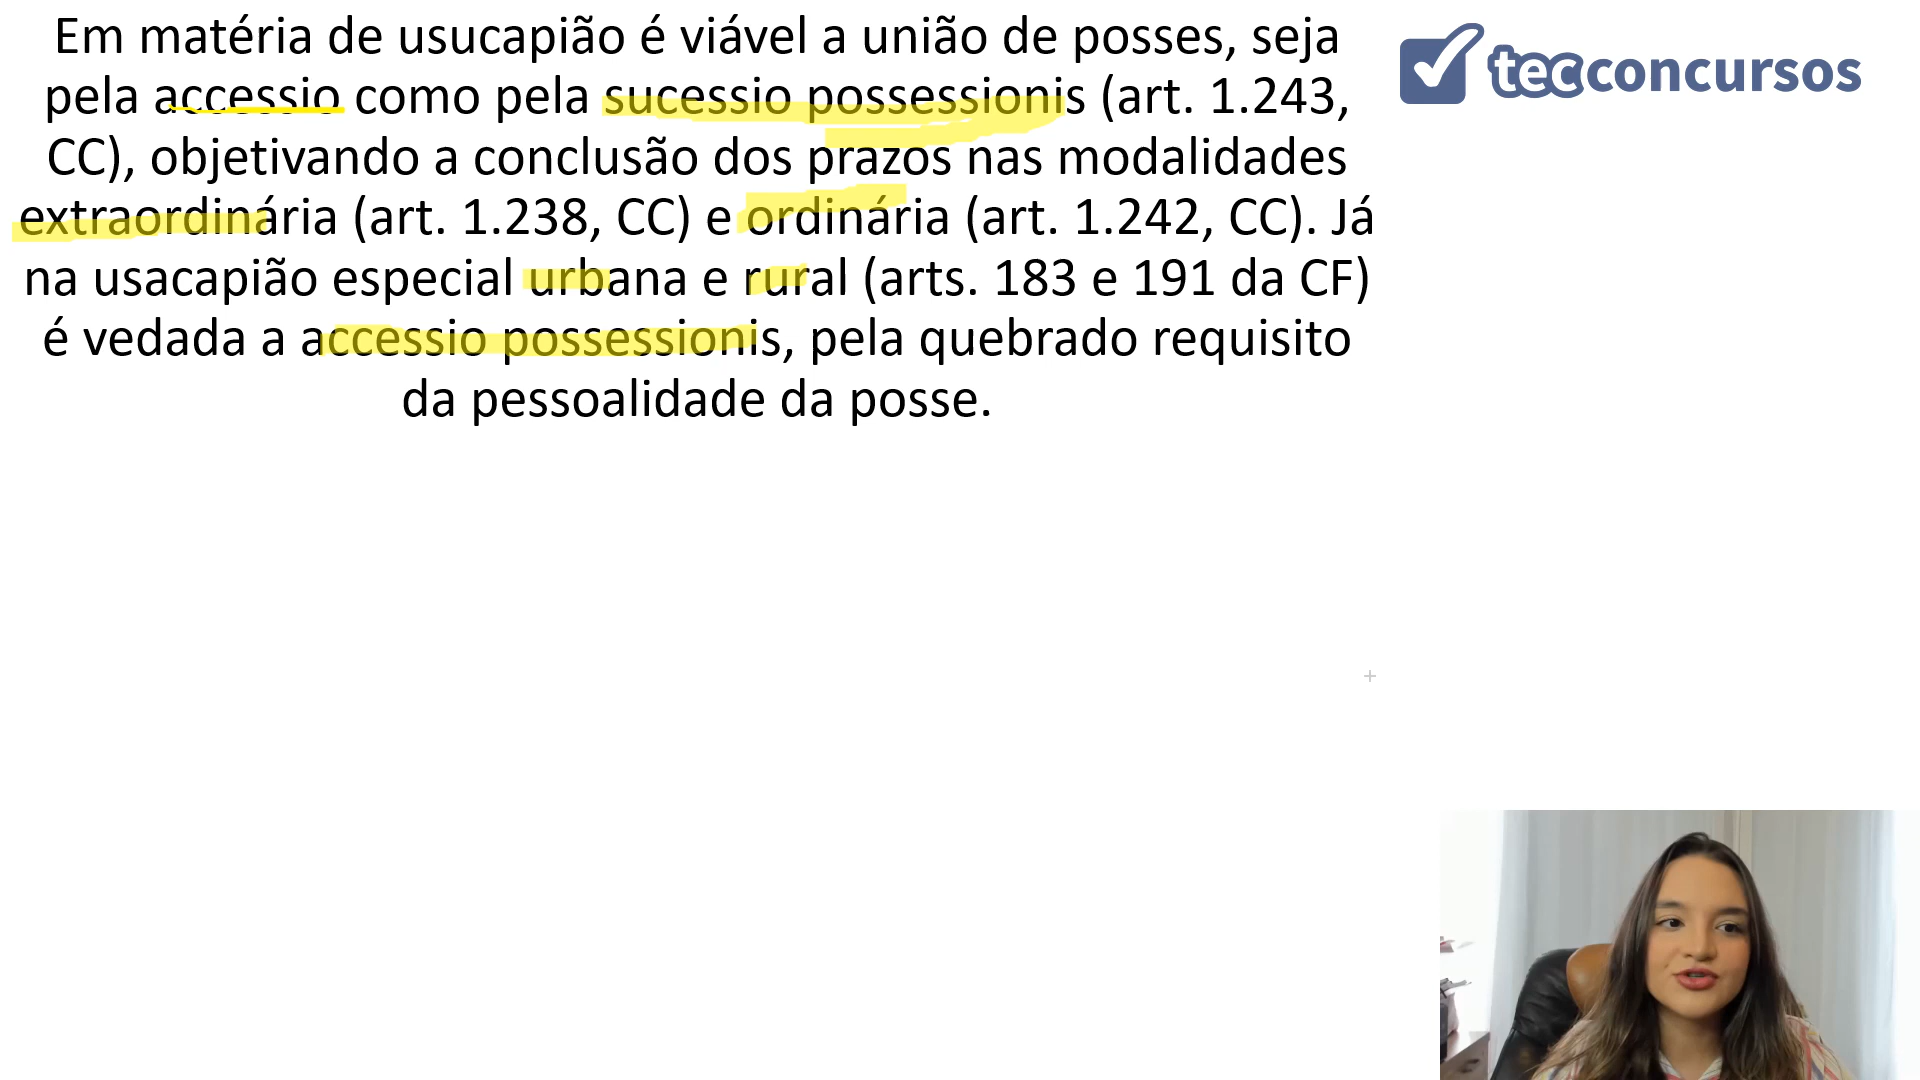 Em matéria de usucapião é viável a união de posses, seja
pela accessio como pela sucessio possessionis (art. 1.243,
CC), objetivando a conclusão dos prazos nas modalidades
extraordinária (art. 1.238, CC) e ordinária (art. 1.242, CC). Já
na usacapião especial urbana e rural (arts. 183 e 191 da CF)
é vedada a accessio possessionis, pela quebrado requisito
da pessoalidade da posse.
tecconcursos